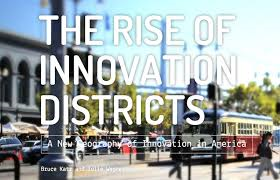 THE RISE OF
INNOVATION
DISTRICTS
A New Geography of Innovation in America
Bruce Katz and Julie Wagner